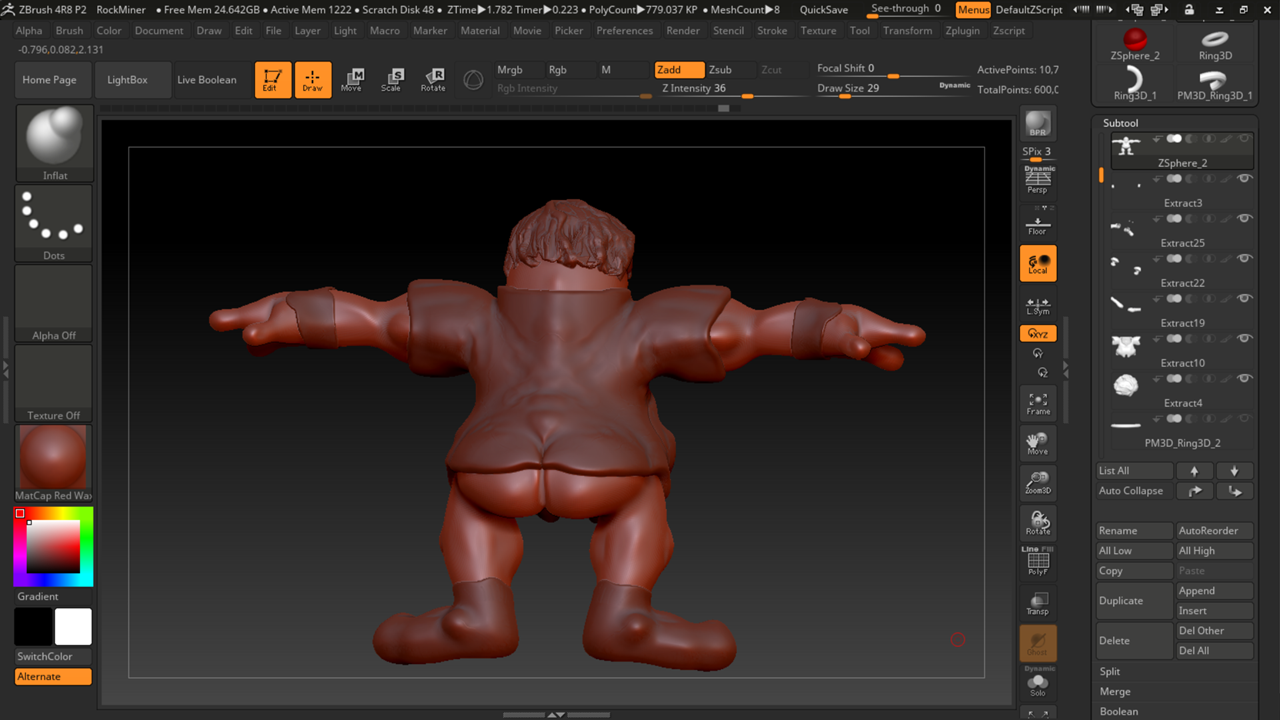 ZBrush 4R8 P2 RockMiner • Free Mem 24.642GB • Active Mem 1222 • Scratch Disk 48 • ZTime▶1.782 Timer▶0.223 • PolyCount▶779.037 KP • MeshCount▶8 QuickSave See-through 0 Menus DefaultZScript
Alpha Brush Color Document Draw Edit File Layer Light Macro Marker Material Movie Picker Preferences Render Stencil Stroke Texture Tool Transform Zplugin Zscript
-0.796,0.082,2.131
Home Page LightBox Live Boolean Edit Draw Move Scale Rotate
Mrgb Rgb M Zadd Zsub Zcut Focal Shift 0 ActivePoints: 10,7
Rgb Intensity Z Intensity 36 Draw Size 29 Dynamic TotalPoints: 600,0
Inflat
Dots
Alpha Off
Texture Off
MatCap Red Wax
Gradient
SwitchColor
Alternate
BPR
SPix 3
Dynamic
Persp
Floor
Local
L.Sym
XYZ
Frame
Move
Zoom3D
Rotate
Line Fill
PolyF
Transp
Ghost
Dynamic
Solo
ZSphere_2 Ring3D
Ring3D_1 PM3D_Ring3D_1
Subtool
ZSphere_2
Extract3
Extract25
Extract22
Extract19
Extract10
Extract4
PM3D_Ring3D_2
List All
Auto Collapse
Rename AutoReorder
All Low All High
Copy Paste
Duplicate Append
Insert
Delete Del Other
Del All
Split
Merge
Boolean